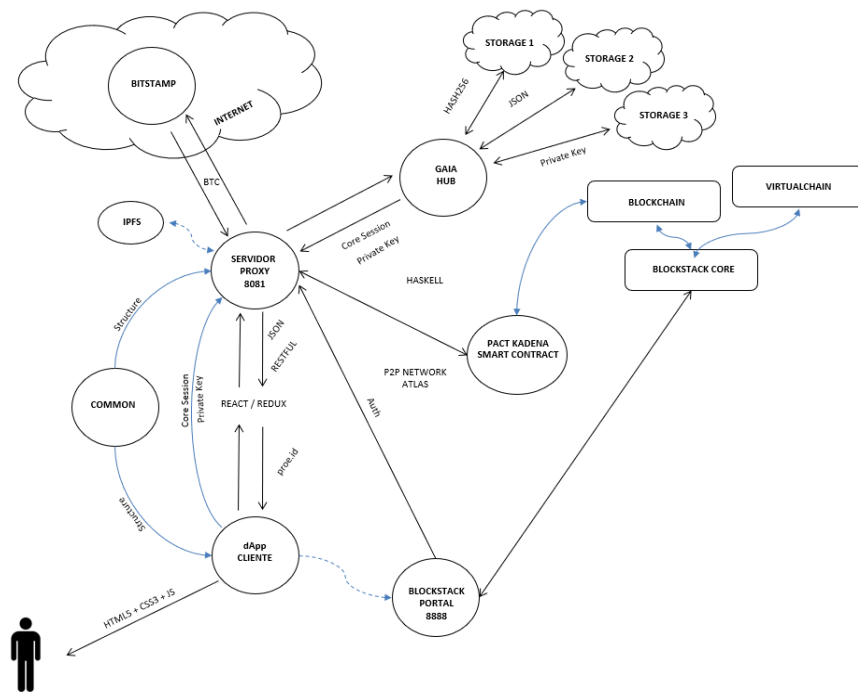 BITSTAMP
INTERNET
STORAGE 1
STORAGE 2
STORAGE 3
HASH256
JSON
Private Key
GAIA
HUB
BTC
IPFS
Core Session
Private Key
BLOCKCHAIN
VIRTUALCHAIN
BLOCKSTACK CORE
SERVIDOR
PROXY
8081
HASKELL
Structure
JSON
RESTFUL
PACT KADENA
SMART CONTRACT
P2P NETWORK
ATLAS
COMMON
Core Session
Private Key
REACT / REDUX
Auth
proe.id
Structure
dApp
CLIENTE
BLOCKSTACK
PORTAL
8888
HTML5 + CSS3 + JS